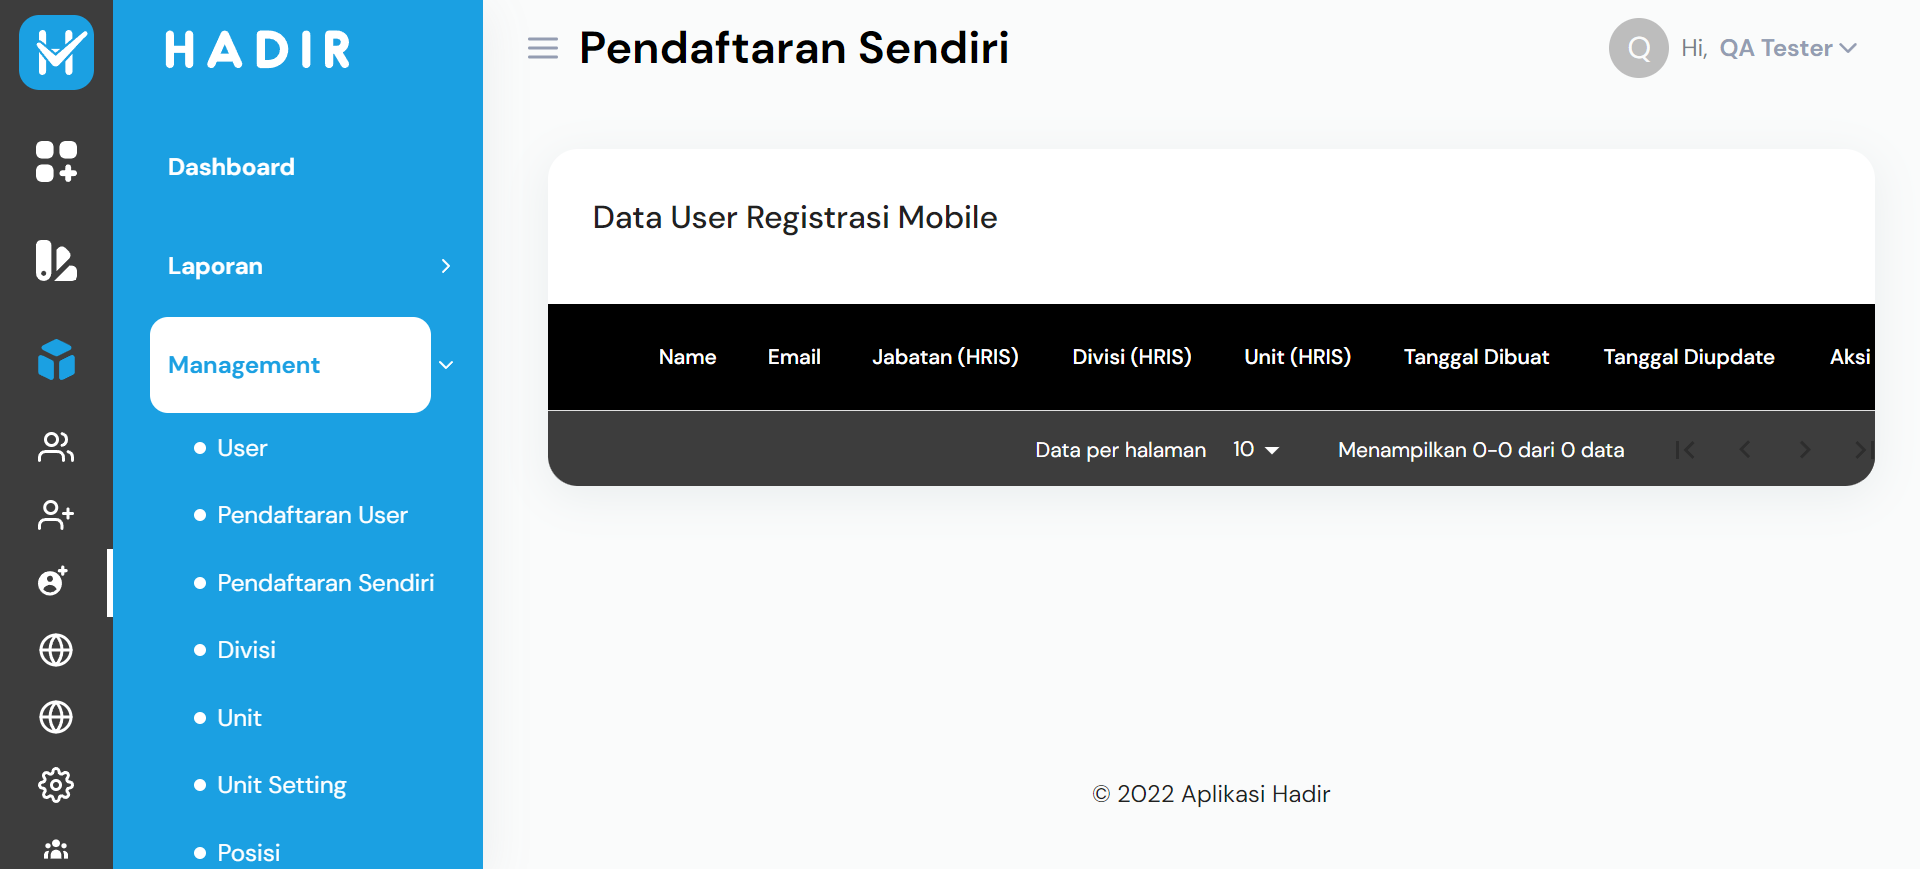 HADIR
Pendaftaran Sendiri
Q
Hi, QA Tester
Dashboard
Laporan
Management
User
Pendaftaran User
Pendaftaran Sendiri
Divisi
Unit
Unit Setting
Posisi
Data User Registrasi Mobile
Name Email Jabatan (HRIS) Divisi (HRIS) Unit (HRIS) Tanggal Dibuat Tanggal Diupdate Aksi
Data per halaman 10 Menampilkan 0-0 dari 0 data
© 2022 Aplikasi Hadir